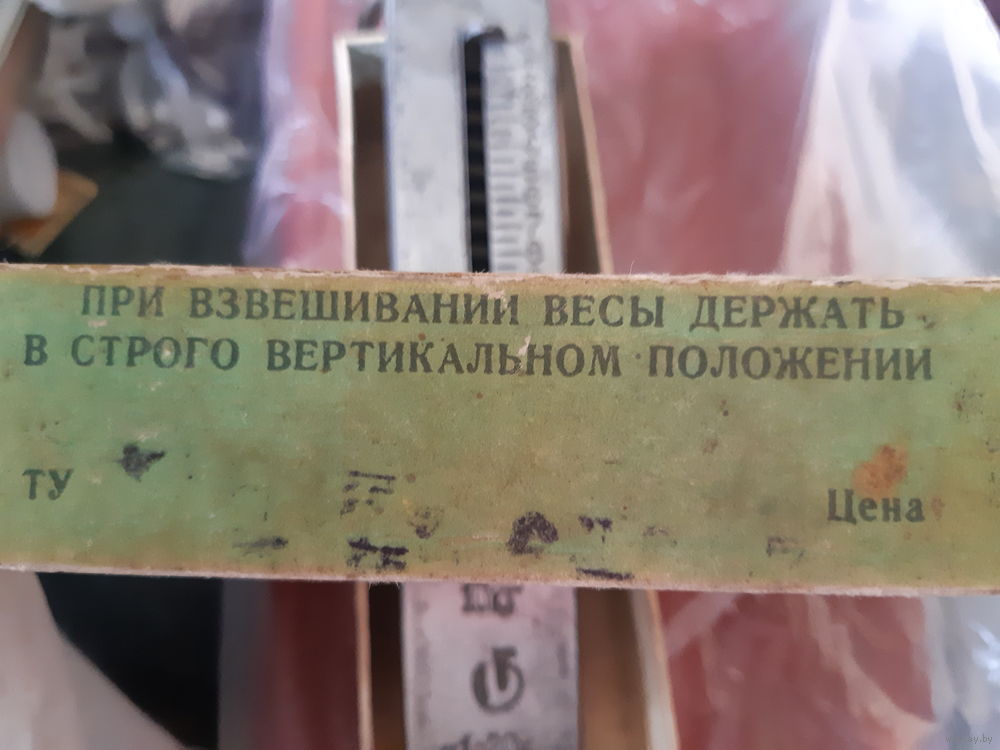 ПРИ ВЗВЕШИВАНИИ ВЕСЫ ДЕРЖАТЬ
В СТРОГО ВЕРТИКАЛЬНОМ ПОЛОЖЕНИИ
ТУ
Цена